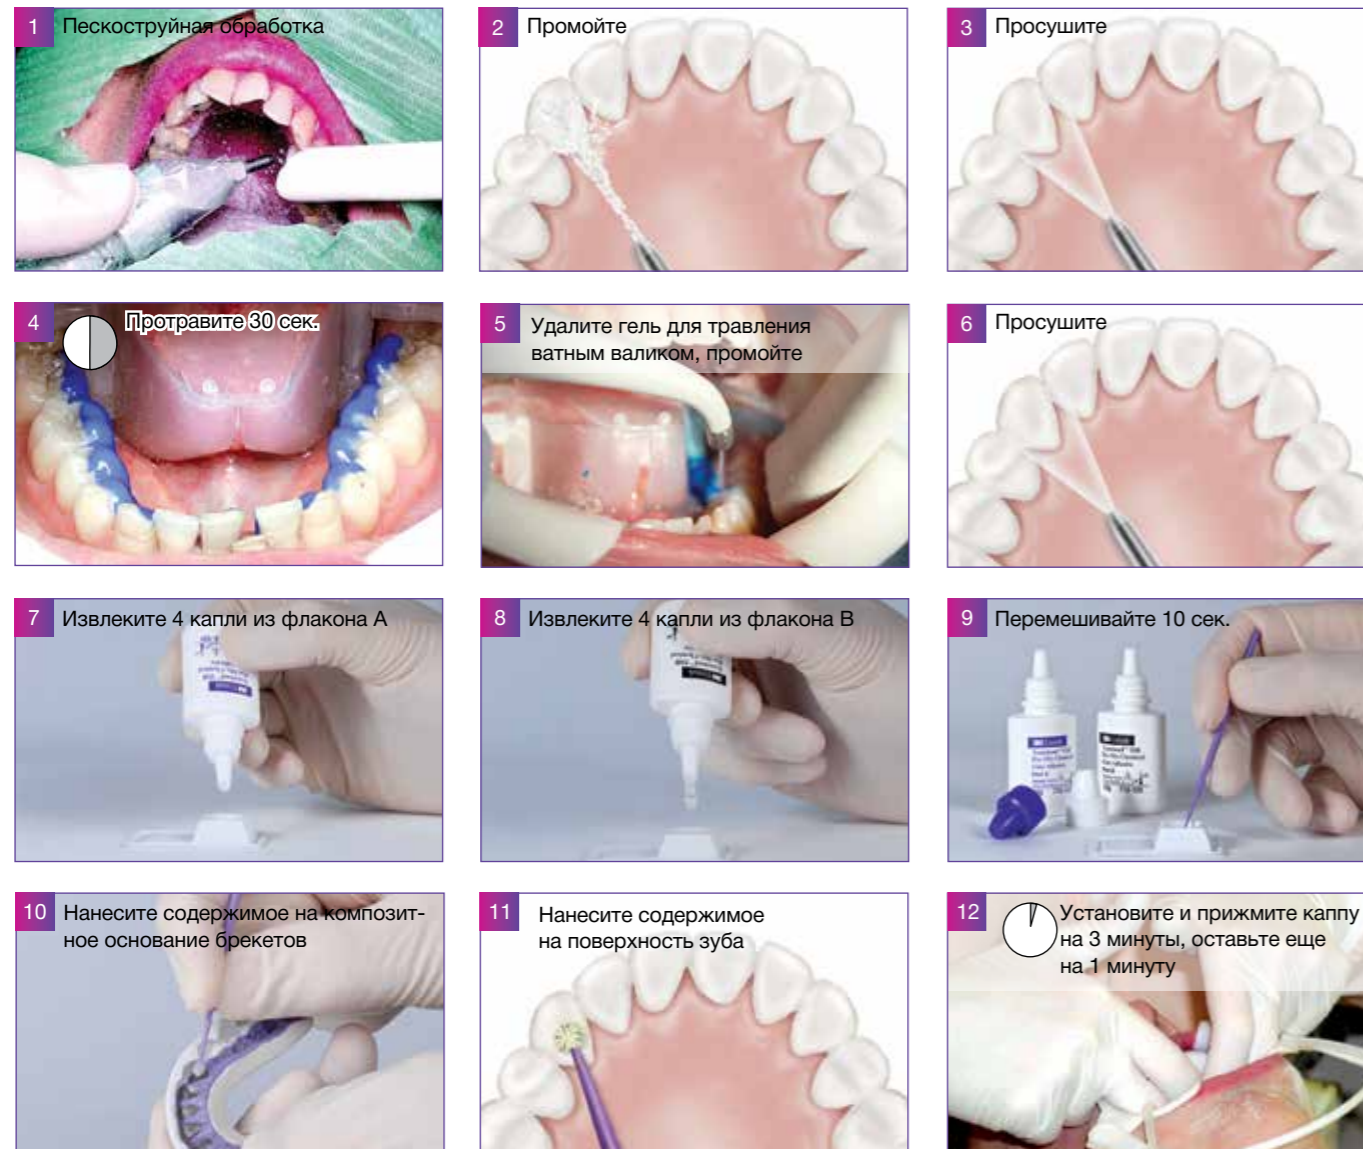 1 Пескоструйная обработка
2 Промойте
3 Просушите
4 Протравите 30 сек.
5 Удалите гель для травления
ватным валиком, промойте
6 Просушите
7 Извлеките 4 капли из флакона А
8 Извлеките 4 капли из флакона В
9 Перемешивайте 10 сек.
10 Нанесите содержимое на композит-
ное основание брекетов
11 Нанесите содержимое
на поверхность зуба
12 Установите и прижмите каппу
на 3 минуты, оставьте еще
на 1 минуту